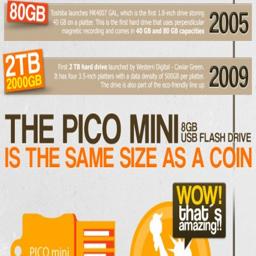 80GB
Toshiba launches MK4007 GAL, which is the first 1.8-inch drive storing
40 GB on a platter. This is the first hard drive that uses perpendicular
magnetic recording and comes in 40 GB and 80 GB capacities
2005
2TB
2000GB
First 2 TB hard drive launched by Western Digital - Caviar Green.
It has four 3.5-inch platters with a data density of 500GB per platter.
The drive is also part of the eco-friendly line up
2009
THE PICO MINI 8GB
USB FLASH DRIVE
IS THE SAME SIZE AS A COIN
WOW!
that s
amazing!!
PICO mini